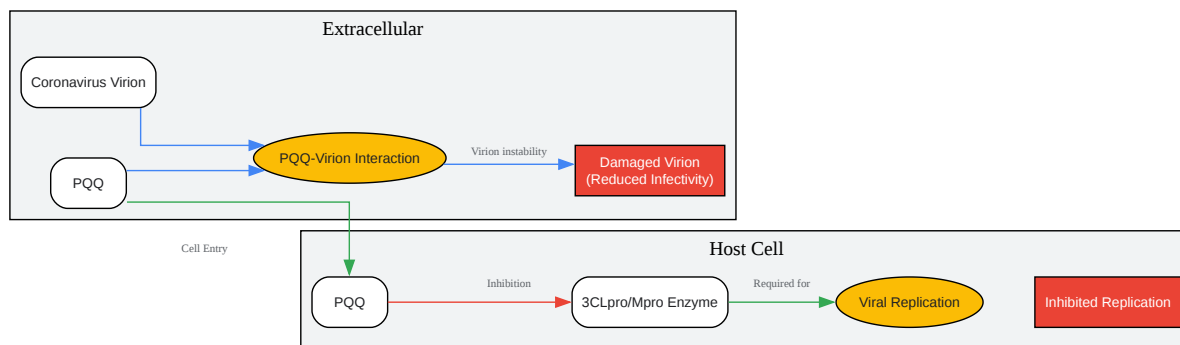 Extracellular
Coronavirus Virion
PQQ-Virion Interaction
Virion instability
Damaged Virion
(Reduced Infectivity)
PQQ
Cell Entry
Host Cell
PQQ
Inhibition
3CLpro/Mpro Enzyme
Required for
Viral Replication
Inhibited Replication